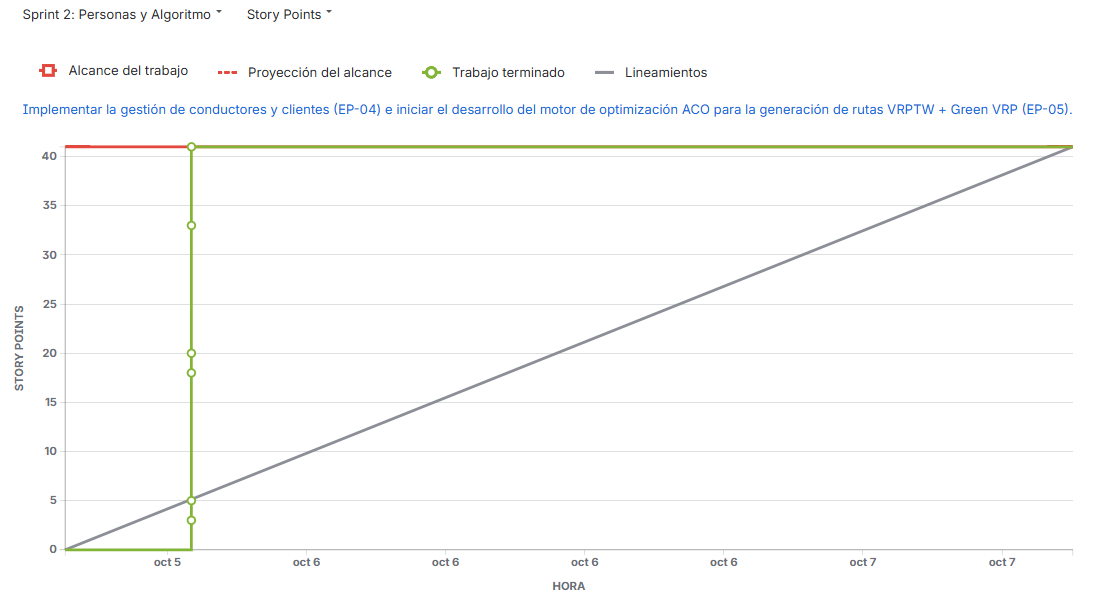 Sprint 2: Personas y Algoritmo Story Points
Alcance del trabajo Proyección del alcance Trabajo terminado Lineamientos
Implementar la gestión de conductores y clientes (EP-04) e iniciar el desarrollo del motor de optimización ACO para la generación de rutas VRPTW + Green VRP (EP-05).
40
35
30
25
20
15
10
5
0
STORY POINTS
oct 5 oct 6 oct 6 oct 6 oct 6 oct 7 oct 7
HORA